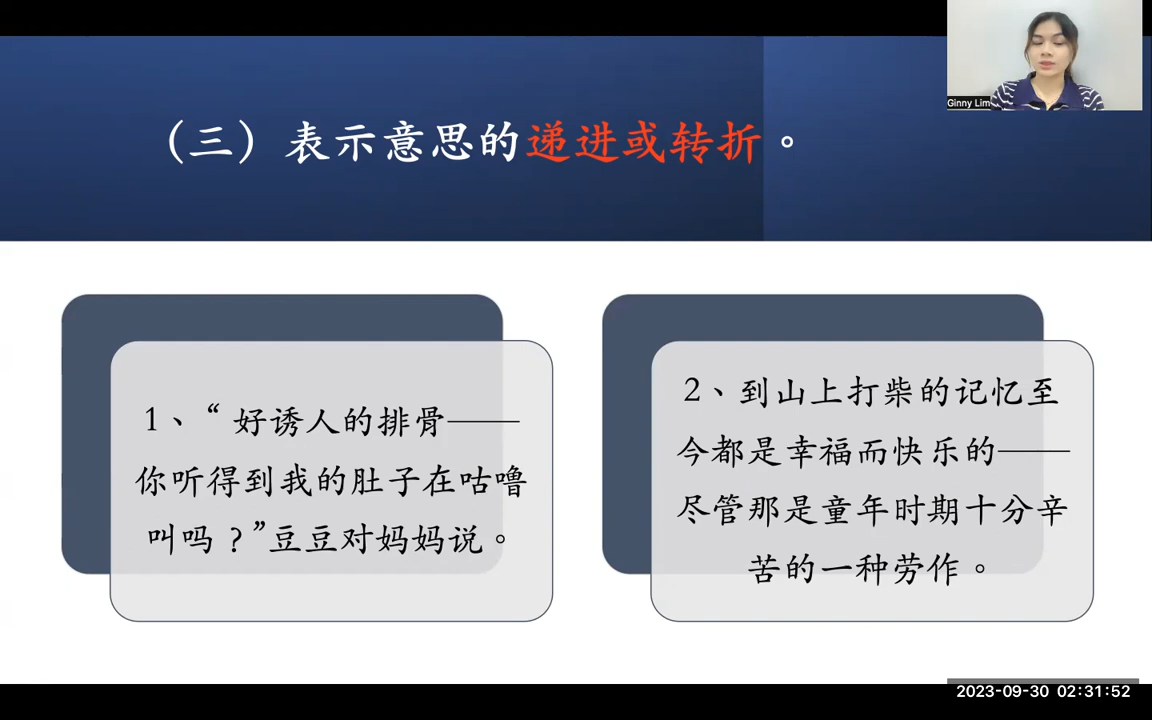 Ginny Lim
（三）表示意思的递进或转折。
1、“好诱人的排骨——
你听得到我的肚子在咕噜
叫吗？”豆豆对妈妈说。
2、到山上打柴的记忆至
今都是幸福而快乐的——
尽管那是童年时期十分辛
苦的一种劳作。
2023-09-30 02:31:52